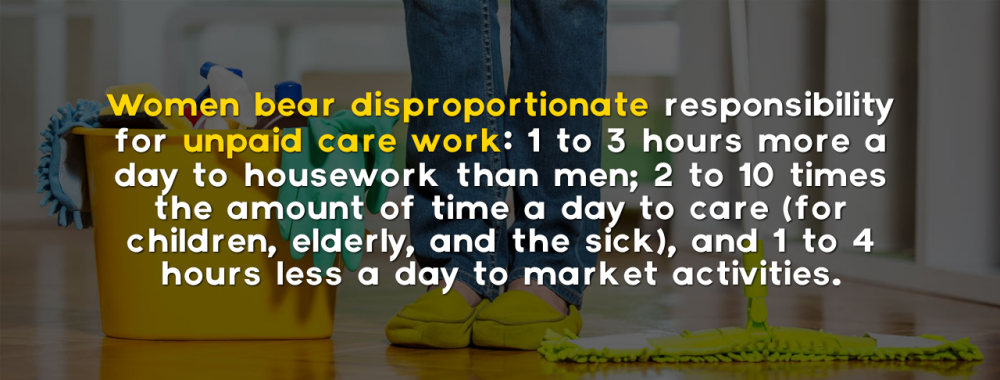 Women bear disproportionate responsibility
for unpaid care work: 1 to 3 hours more a
day to housework than men; 2 to 10 times
the amount of time a day to care (for
children, elderly, and the sick), and 1 to 4
hours less a day to market activities.